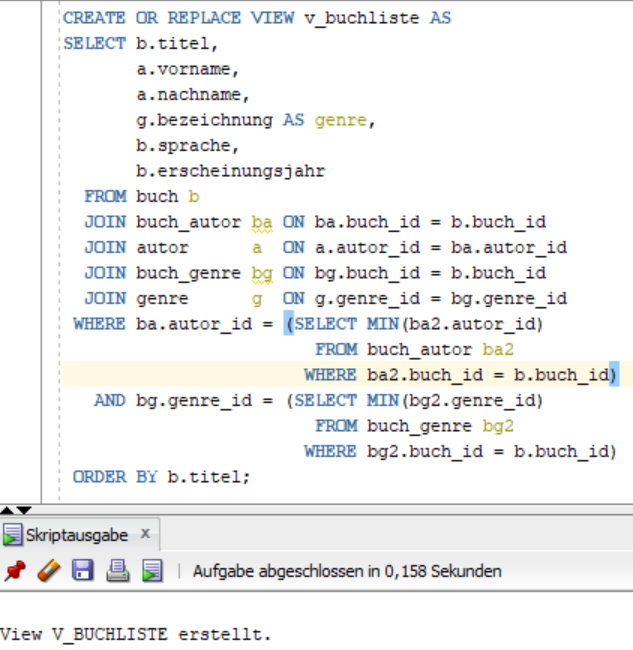 CREATE OR REPLACE VIEW v_buchliste AS
SELECT b.titel,
       a.vorname,
       a.nachname,
       g.bezeichnung AS genre,
       b.sprache,
       b.erscheinungsjahr
  FROM buch b
  JOIN buch_autor ba ON ba.buch_id = b.buch_id
  JOIN autor      a  ON a.autor_id = ba.autor_id
  JOIN buch_genre bg ON bg.buch_id = b.buch_id
  JOIN genre      g  ON g.genre_id = bg.genre_id
 WHERE ba.autor_id = (SELECT MIN(ba2.autor_id)
                        FROM buch_autor ba2
                       WHERE ba2.buch_id = b.buch_id)
   AND bg.genre_id = (SELECT MIN(bg2.genre_id)
                        FROM buch_genre bg2
                       WHERE bg2.buch_id = b.buch_id)
 ORDER BY b.titel;
Skriptausgabe x
Aufgabe abgeschlossen in 0,158 Sekunden
View V_BUCHLISTE erstellt.